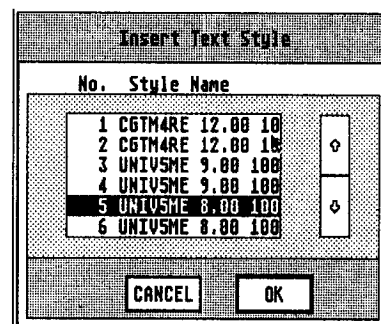 Insert Text Style
No. Style Name
1 CGTM4RE 12.00 10
2 CGTM4RE 12.00 10
3 UNIV5ME 9.00 100
4 UNIV5ME 9.00 100
5 UNIV5ME 8.00 100
6 UNIV5ME 8.00 100
CANCEL OK